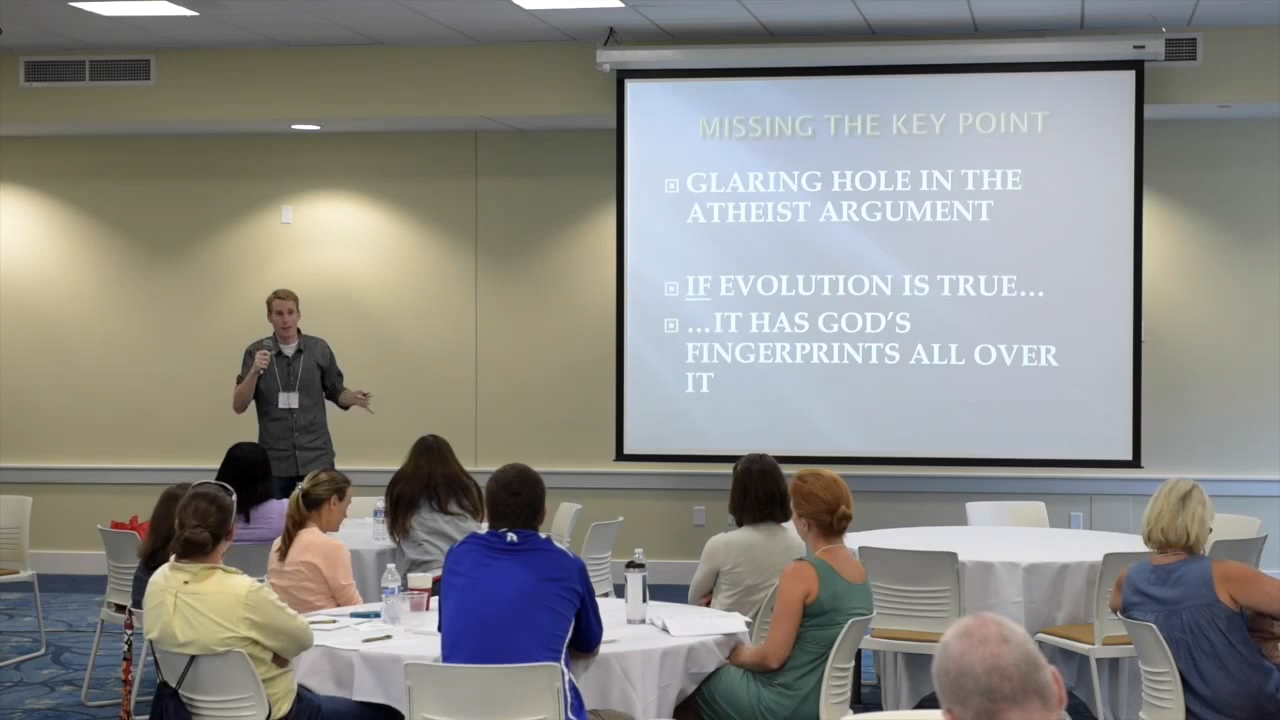 MISSING THE KEY POINT
GLARING HOLE IN THE
ATHEIST ARGUMENT
IF EVOLUTION IS TRUE…
…IT HAS GOD'S
FINGERPRINTS ALL OVER
IT